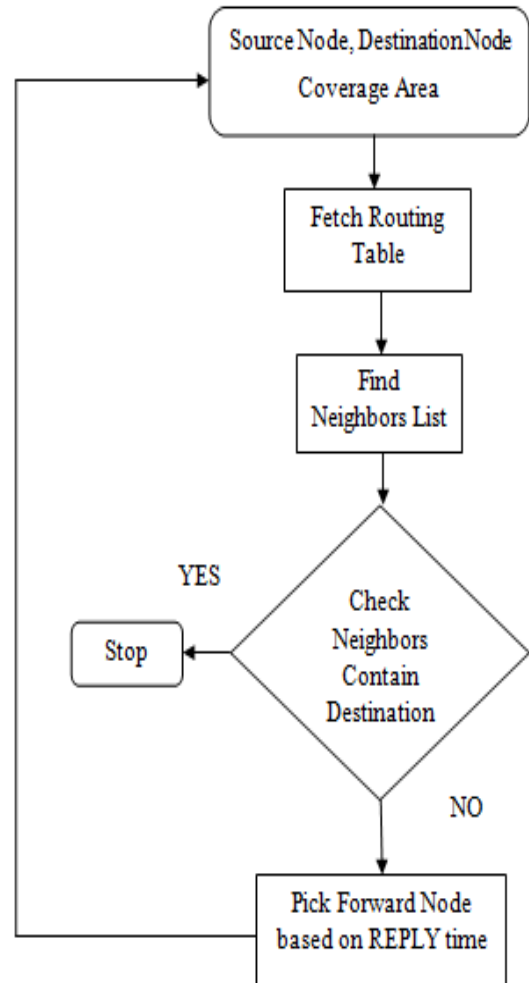 Source Node, DestinationNode
Coverage Area
Fetch Routing
Table
Find
Neighbors List
YES
Check
Neighbors
Contain
Destination
Stop
NO
Pick Forward Node
based on REPLY time